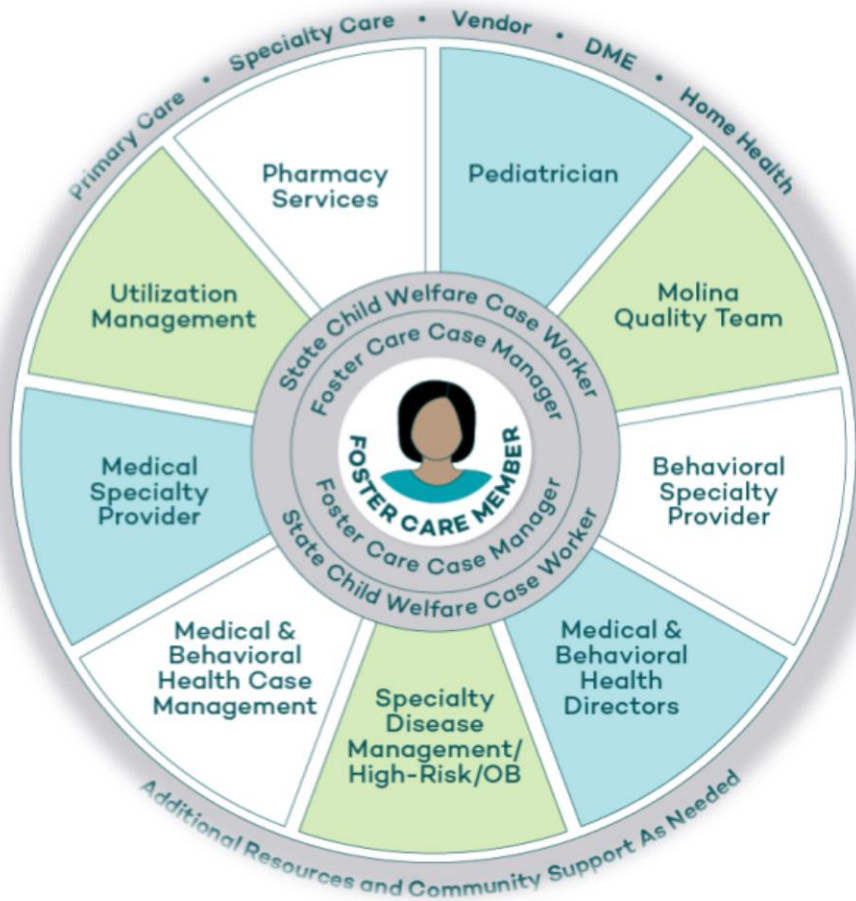 Primary Care • Specialty Care • Vendor • DME • Home Health
Pharmacy
Services
Pediatrician
Utilization
Management
Molina
Quality Team
State Child Welfare Case Worker
Foster Care Case Manager
FOSTER CARE MEMBER
Foster Care Case Manager
State Child Welfare Case Worker
Medical
Specialty
Provider
Behavioral
Specialty
Provider
Medical &
Behavioral
Health Case
Management
Specialty
Disease
Management/
High-Risk/OB
Medical &
Behavioral
Health
Directors
Additional Resources and Community Support As Needed